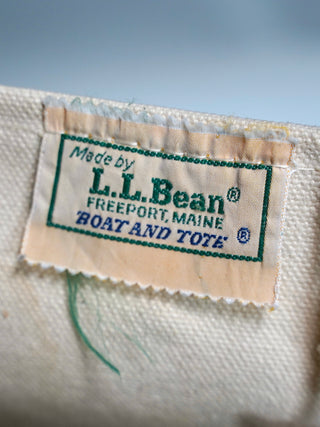 Made by
L.L.Bean®
FREEPORT, MAINE
BOAT AND TOTE®